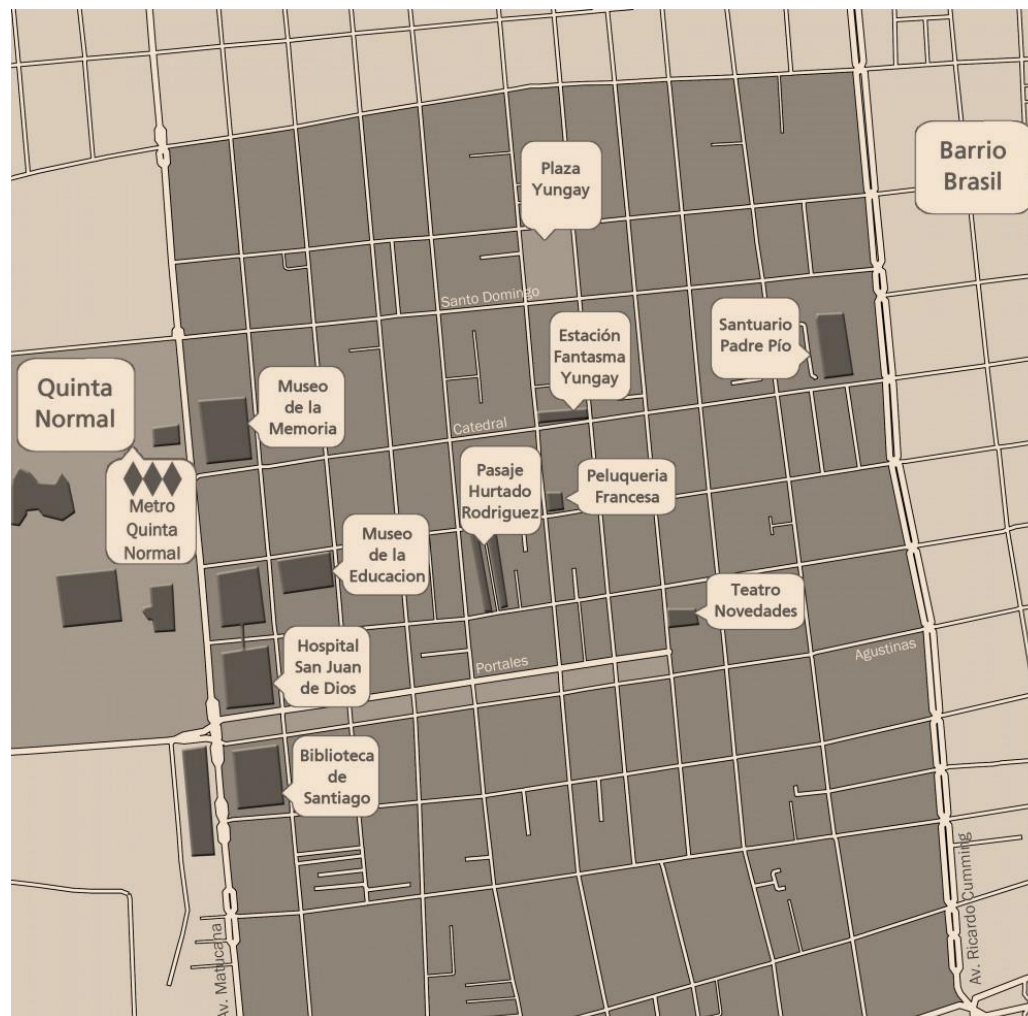 Plaza
Yungay
Barrio
Brasil
Santo Domingo
Estación
Fantasma
Yungay
Santuario
Padre Pío
Quinta
Normal
Museo
de la
Memoria
Catedral
Pasaje
Hurtado
Rodriguez
Peluqueria
Francesa
Metro
Quinta
Normal
Museo
de la
Educacion
Teatro
Novedades
Hospital
San Juan
de Dios
Portales
Agustinas
Biblioteca
de
Santiago
Av. Matucana
Av. Ricardo Cumming